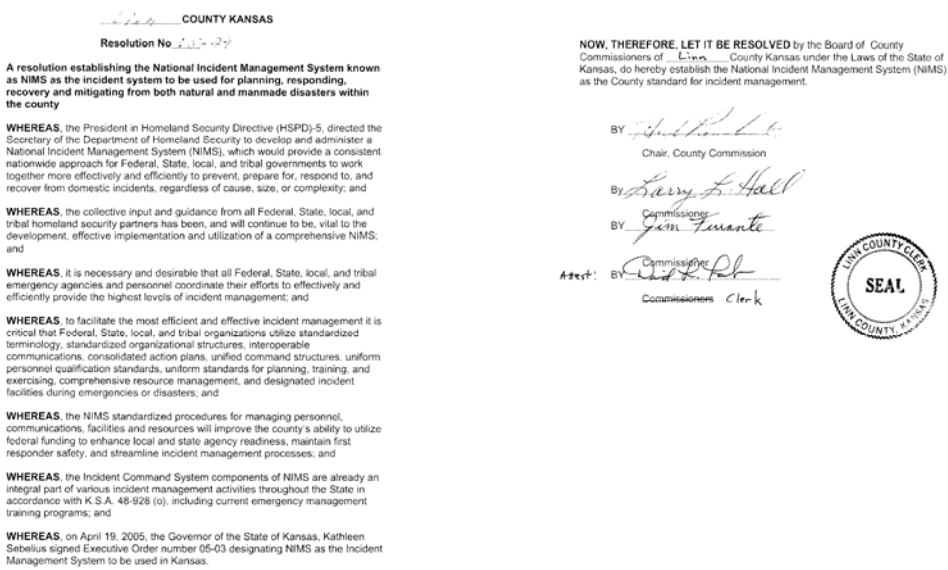 Linn COUNTY KANSAS
Resolution No
A resolution establishing the National Incident Management System known
as NIMS as the incident system to be used for planning, responding,
recovery and mitigating from both natural and manmade disasters within
the county
WHEREAS, the President in Homeland Security Directive (HSPD)-5, directed the
Secretary of the Department of Homeland Security to develop and administer a
National Incident Management System (NIMS), which would provide a consistent
nationwide approach for Federal, State, local, and tribal governments to work
together more effectively and efficiently to prevent, prepare for, respond to, and
recover from domestic incidents, regardless of cause, size, or complexity; and
WHEREAS, the collective input and guidance from all Federal, State, local, and
tribal homeland security partners has been, and will continue to be, vital to the
development, effective implementation and utilization of a comprehensive NIMS;
and
WHEREAS, it is necessary and desirable that all Federal, State, local, and tribal
emergency agencies and personnel coordinate their efforts to effectively and
efficiently provide the highest levels of incident management; and
WHEREAS, to facilitate the most efficient and effective incident management it is
critical that Federal, State, local, and tribal organizations utilize standardized
terminology, standardized organizational structures, interoperable
communications, consolidated action plans, unified command structures, uniform
personnel qualification standards, uniform standards for planning, training, and
exercising, comprehensive resource management, and designated incident
facilities during emergencies or disasters; and
WHEREAS, the NIMS standardized procedures for managing personnel,
communications, facilities and resources will improve the county's ability to utilize
federal funding to enhance local and state agency readiness, maintain first
responder safety, and streamline incident management processes; and
WHEREAS, the Incident Command System components of NIMS are already an
integral part of various incident management activities throughout the State in
accordance with K.S.A. 48-928 (o), including current emergency management
training programs; and
WHEREAS, on April 19, 2005, the Governor of the State of Kansas, Kathleen
Sebelius signed Executive Order number 05-03 designating NIMS as the Incident
Management System to be used in Kansas.
NOW, THEREFORE, LET IT BE RESOLVED by the Board of County
Commissioners of Linn County Kansas under the Laws of the State of
Kansas, do hereby establish the National Incident Management System (NIMS)
as the County standard for incident management.
BY
Chair, County Commission
By Larry L. Hall
Commissioner
BY Jim
Commissioner
Attest: BY David
Commissioners Clerk
LINN COUNTY CLERK
SEAL
LINN COUNTY, KANSAS